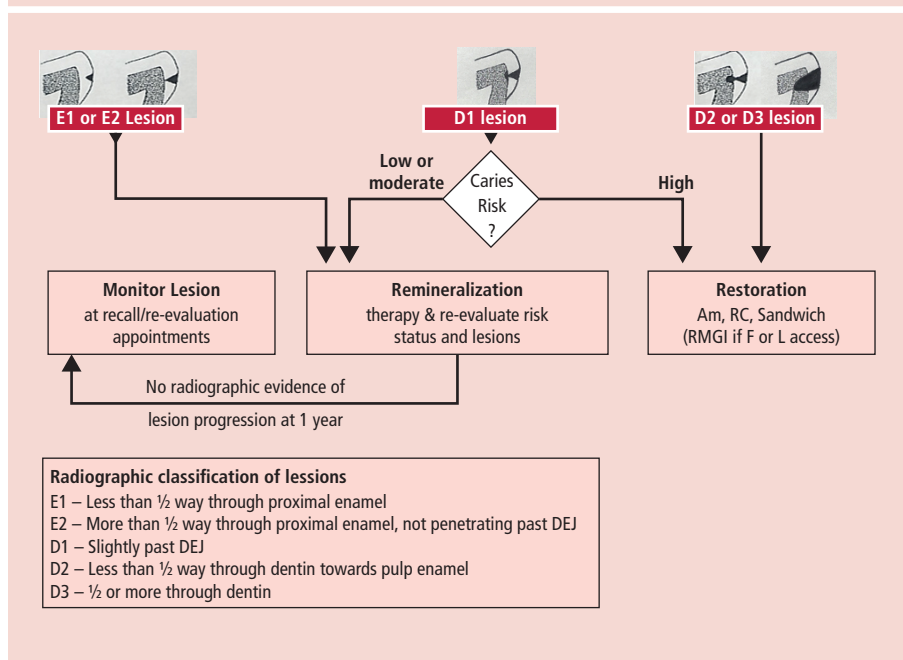 E1 or E2 Lesion
D1 lesion
D2 or D3 lesion
Low or
moderate
Caries
Risk
?
High
Monitor Lesion
at recall/re-evaluation
appointments
Remineralization
therapy & re-evaluate risk
status and lesions
Restoration
Am, RC, Sandwich
(RMGI if F or L access)
No radiographic evidence of
lesion progression at 1 year
Radiographic classification of lessions
E1 – Less than ½ way through proximal enamel
E2 – More than ½ way through proximal enamel, not penetrating past DEJ
D1 – Slightly past DEJ
D2 – Less than ½ way through dentin towards pulp enamel
D3 – ½ or more through dentin